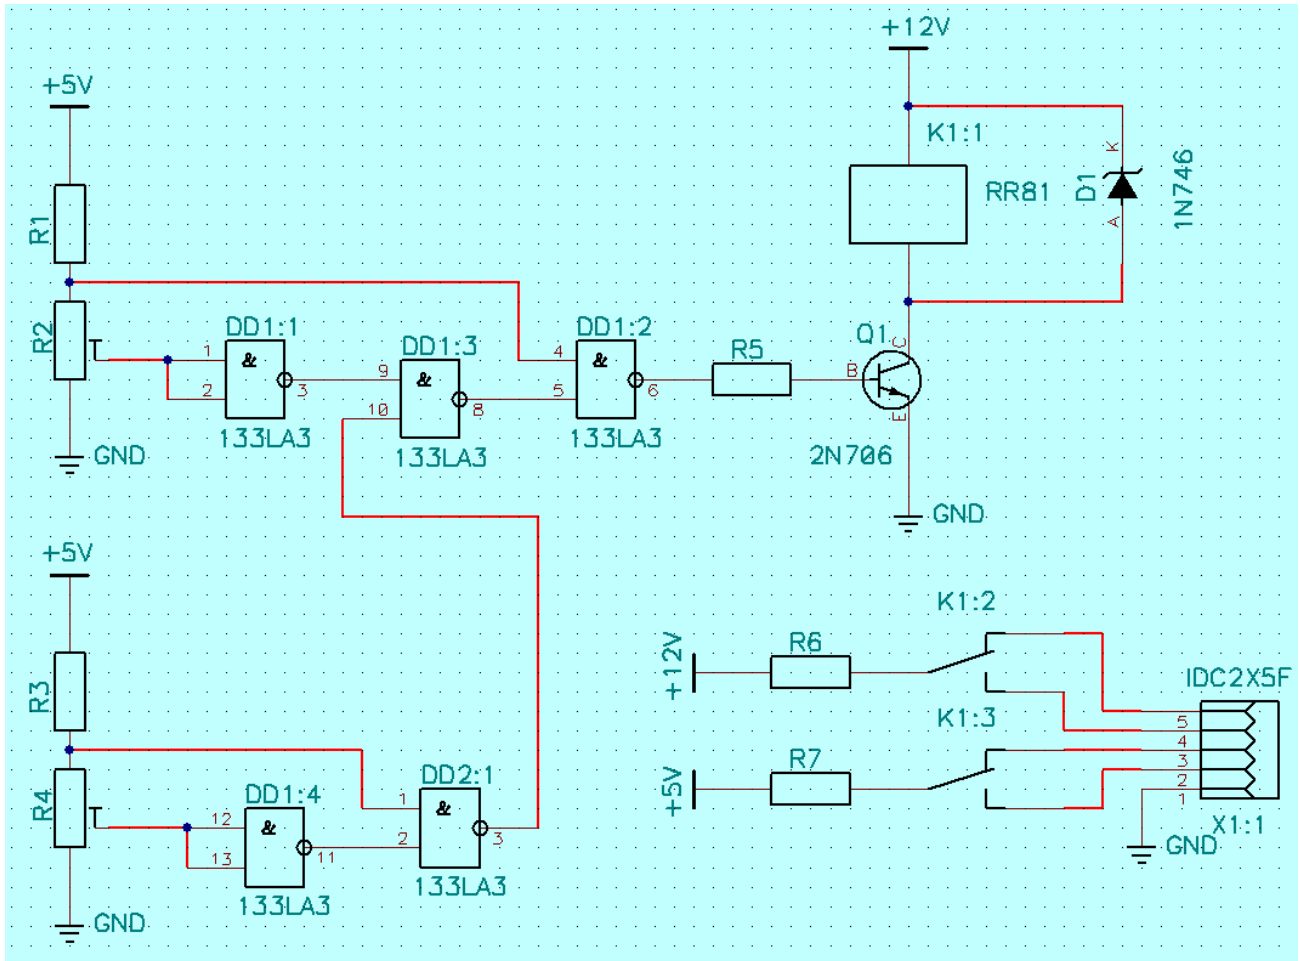 +12V
+5V
K1:1
K
RR81
D1
1N746
A
R1
R2
DD1:1
1
&
2
3
133LA3
GND
DD1:3
9
&
10
8
133LA3
DD1:2
4
&
5
6
133LA3
R5
Q1
C
B
E
2N706
GND
+5V
R3
R4
GND
DD1:4
12
&
13
11
133LA3
DD2:1
1
&
2
3
133LA3
K1:2
+12V
R6
K1:3
+5V
R7
IDC2X5F
5
4
3
2
1
X1:1
GND